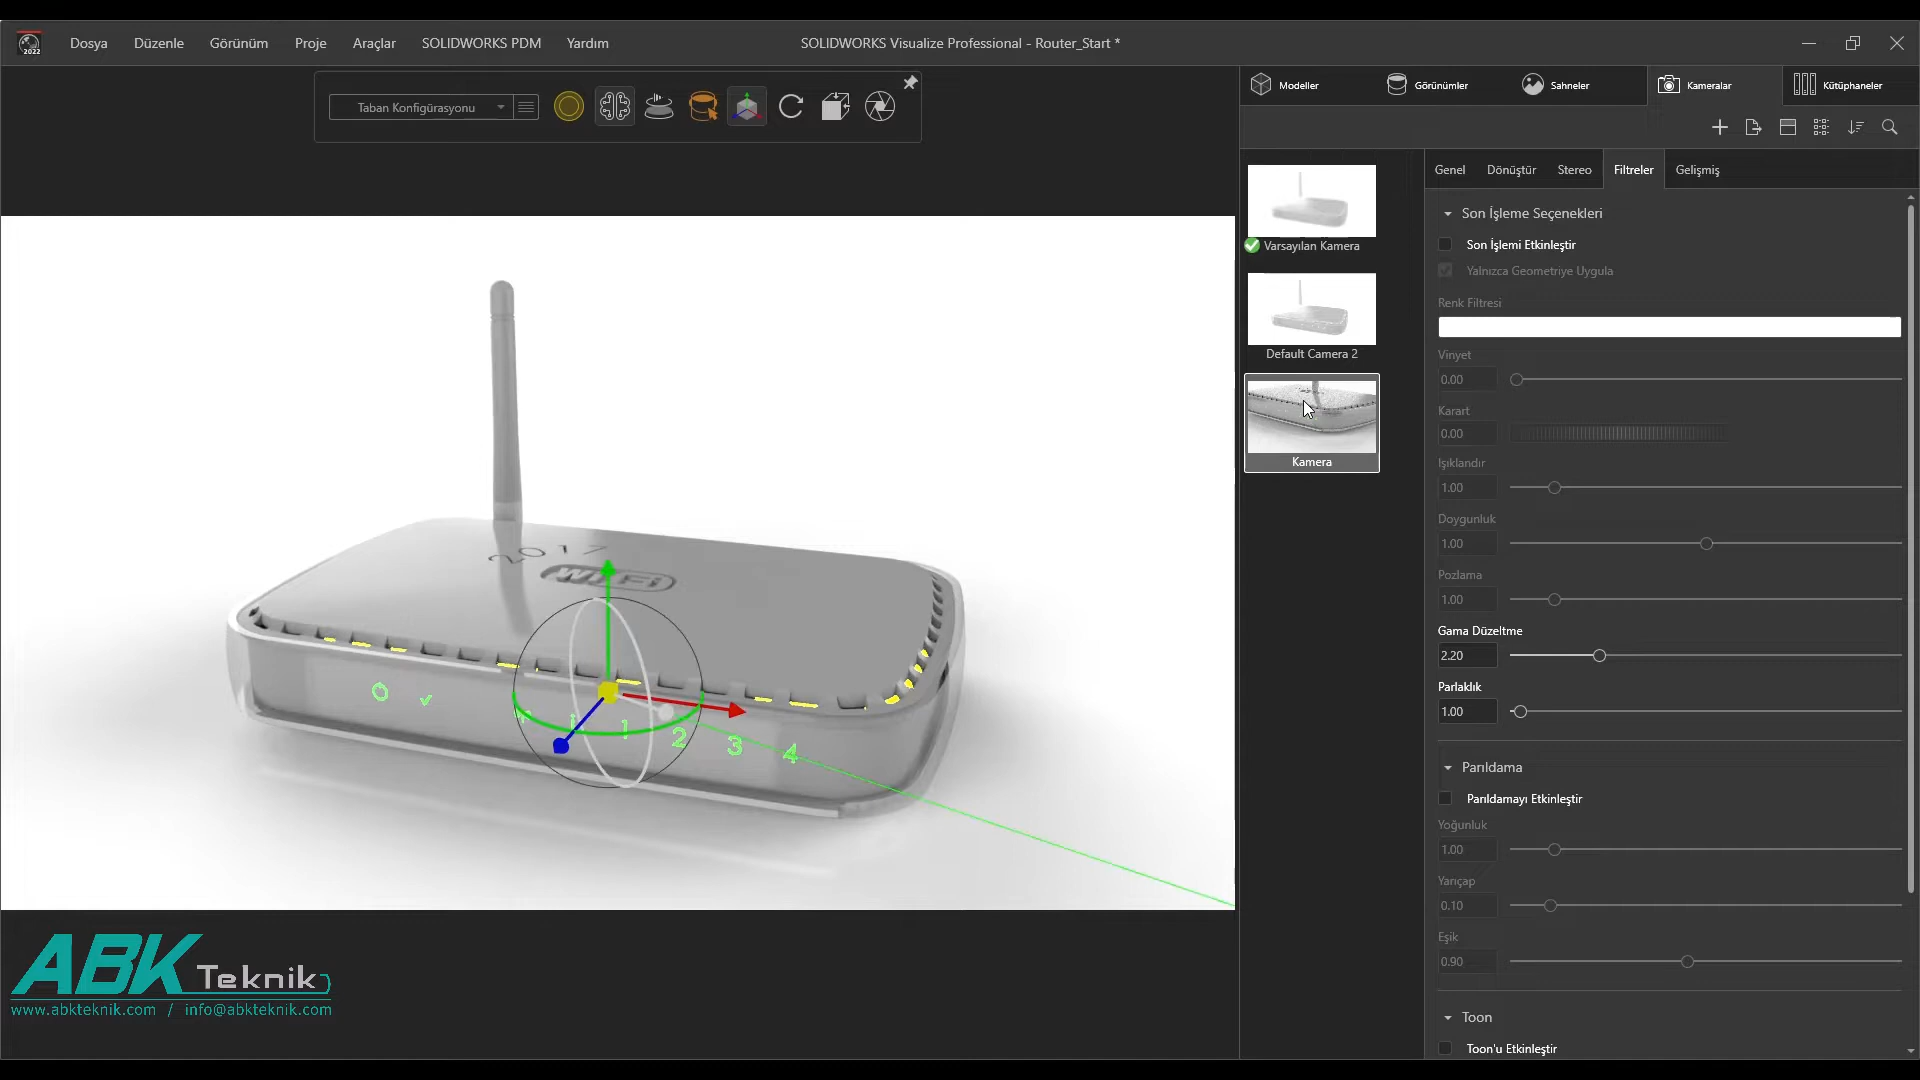 2022
Dosya Düzenle Görünüm Proje Araçlar SOLIDWORKS PDM Yardım
SOLIDWORKS Visualize Professional - Router_Start *
Taban Konfigürasyonu
Modeller Görünümler Sahneler Kameralar Kütüphaneler
Varsayılan Kamera
Default Camera 2
Kamera
Genel Dönüştür Stereo Filtreler Gelişmiş
Son İşleme Seçenekleri
Son İşlemi Etkinleştir
Yalnızca Geometriye Uygula
Renk Filtresi
Vinyet
0.00
Karart
0.00
Işıklandır
1.00
Doygunluk
1.00
Pozlama
1.00
Gama Düzeltme
2.20
Parlaklık
1.00
Parıldama
Parıldamayı Etkinleştir
Yoğunluk
1.00
Yarıçap
0.10
Eşik
0.90
Toon
Toon'u Etkinleştir
2017
WiFi
1 2 3 4
ABK Teknik
www.abkteknik.com / info@abkteknik.com